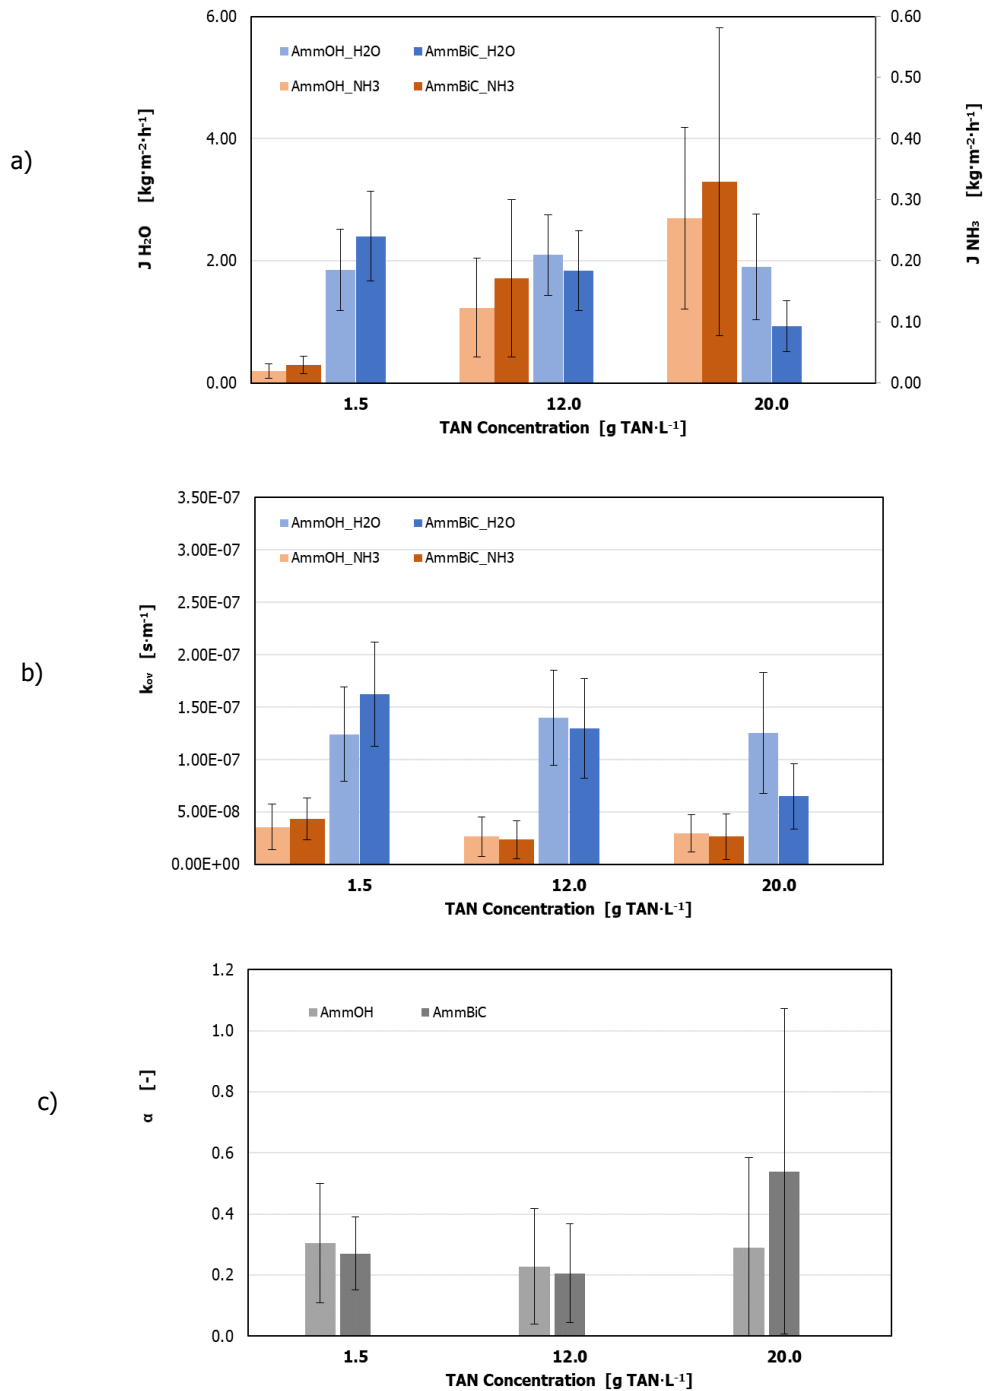 a)
6.00
4.00
2.00
0.00
J H₂O [kg·m⁻²·h⁻¹]
AmmOH_H2O AmmBiC_H2O
AmmOH_NH3 AmmBiC_NH3
0.60
0.50
0.40
0.30
0.20
0.10
0.00
J NH₃ [kg·m⁻²·h⁻¹]
1.5 12.0 20.0
TAN Concentration [g TAN·L⁻¹]
b)
3.50E-07
3.00E-07
2.50E-07
2.00E-07
1.50E-07
1.00E-07
5.00E-08
0.00E+00
kₒᵥ [s·m⁻¹]
AmmOH_H2O AmmBiC_H2O
AmmOH_NH3 AmmBiC_NH3
1.5 12.0 20.0
TAN Concentration [g TAN·L⁻¹]
c)
1.2
1.0
0.8
0.6
0.4
0.2
0.0
α [-]
AmmOH AmmBiC
1.5 12.0 20.0
TAN Concentration [g TAN·L⁻¹]